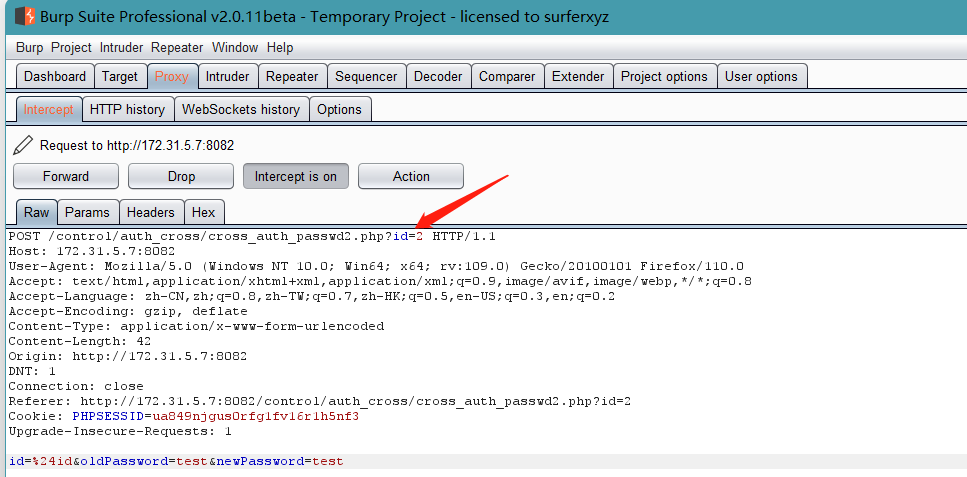 Burp Suite Professional v2.0.11beta - Temporary Project - licensed to surferxyz
Burp Project Intruder Repeater Window Help
Dashboard Target Proxy Intruder Repeater Sequencer Decoder Comparer Extender Project options User options
Intercept HTTP history WebSockets history Options
Request to http://172.31.5.7:8082
Forward Drop Intercept is on Action
Raw Params Headers Hex
POST /control/auth_cross/cross_auth_passwd2.php?id=2 HTTP/1.1
Host: 172.31.5.7:8082
User-Agent: Mozilla/5.0 (Windows NT 10.0; Win64; x64; rv:109.0) Gecko/20100101 Firefox/110.0
Accept: text/html,application/xhtml+xml,application/xml;q=0.9,image/avif,image/webp,*/*;q=0.8
Accept-Language: zh-CN,zh;q=0.8,zh-TW;q=0.7,zh-HK;q=0.5,en-US;q=0.3,en;q=0.2
Accept-Encoding: gzip, deflate
Content-Type: application/x-www-form-urlencoded
Content-Length: 42
Origin: http://172.31.5.7:8082
DNT: 1
Connection: close
Referer: http://172.31.5.7:8082/control/auth_cross/cross_auth_passwd2.php?id=2
Cookie: PHPSESSID=ua849njgus0rfg1fv16r1h5nf3
Upgrade-Insecure-Requests: 1
id=%24id&oldPassword=test&newPassword=test